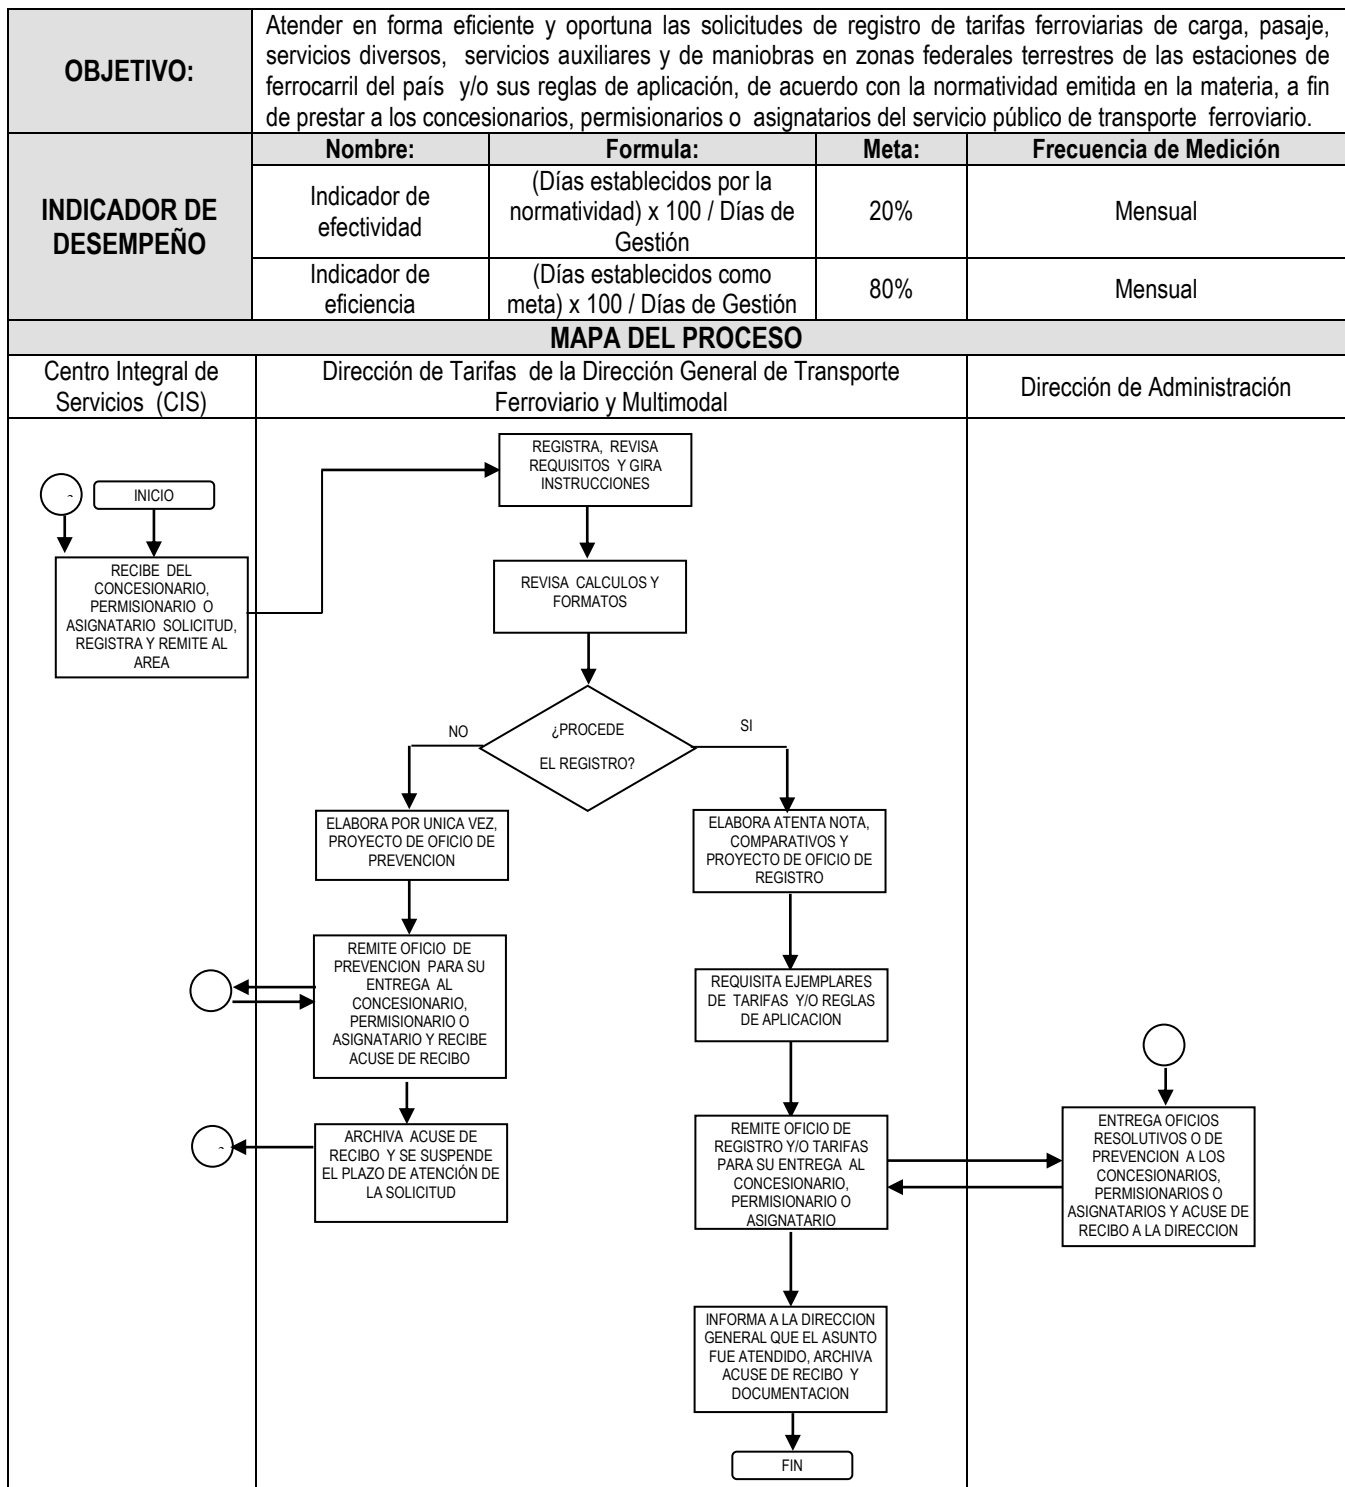 OBJETIVO:
Atender en forma eficiente y oportuna las solicitudes de registro de tarifas ferroviarias de carga, pasaje,
servicios diversos, servicios auxiliares y de maniobras en zonas federales terrestres de las estaciones de
ferrocarril del país y/o sus reglas de aplicación, de acuerdo con la normatividad emitida en la materia, a fin
de prestar a los concesionarios, permisionarios o asignatarios del servicio público de transporte ferroviario.
INDICADOR DE
DESEMPEÑO
Nombre:
Formula:
Meta:
Frecuencia de Medición
Indicador de
efectividad
(Días establecidos por la
normatividad) x 100 / Días de
Gestión
20%
Mensual
Indicador de
eficiencia
(Días establecidos como
meta) x 100 / Días de Gestión
80%
Mensual
MAPA DEL PROCESO
Centro Integral de
Servicios (CIS)
Dirección de Tarifas de la Dirección General de Transporte
Ferroviario y Multimodal
Dirección de Administración
INICIO
RECIBE DEL
CONCESIONARIO,
PERMISIONARIO O
ASIGNATARIO SOLICITUD,
REGISTRA Y REMITE AL
AREA
REGISTRA, REVISA
REQUISITOS Y GIRA
INSTRUCCIONES
REVISA CALCULOS Y
FORMATOS
¿PROCEDE
EL REGISTRO?
NO
SI
ELABORA POR UNICA VEZ,
PROYECTO DE OFICIO DE
PREVENCION
REMITE OFICIO DE
PREVENCION PARA SU
ENTREGA AL
CONCESIONARIO,
PERMISIONARIO O
ASIGNATARIO Y RECIBE
ACUSE DE RECIBO
ARCHIVA ACUSE DE
RECIBO Y SE SUSPENDE
EL PLAZO DE ATENCIÓN DE
LA SOLICITUD
ELABORA ATENTA NOTA,
COMPARATIVOS Y
PROYECTO DE OFICIO DE
REGISTRO
REQUISITA EJEMPLARES
DE TARIFAS Y/O REGLAS
DE APLICACION
REMITE OFICIO DE
REGISTRO Y/O TARIFAS
PARA SU ENTREGA AL
CONCESIONARIO,
PERMISIONARIO O
ASIGNATARIO
INFORMA A LA DIRECCION
GENERAL QUE EL ASUNTO
FUE ATENDIDO, ARCHIVA
ACUSE DE RECIBO Y
DOCUMENTACION
FIN
ENTREGA OFICIOS
RESOLUTIVOS O DE
PREVENCION A LOS
CONCESIONARIOS,
PERMISIONARIOS O
ASIGNATARIOS Y ACUSE DE
RECIBO A LA DIRECCION